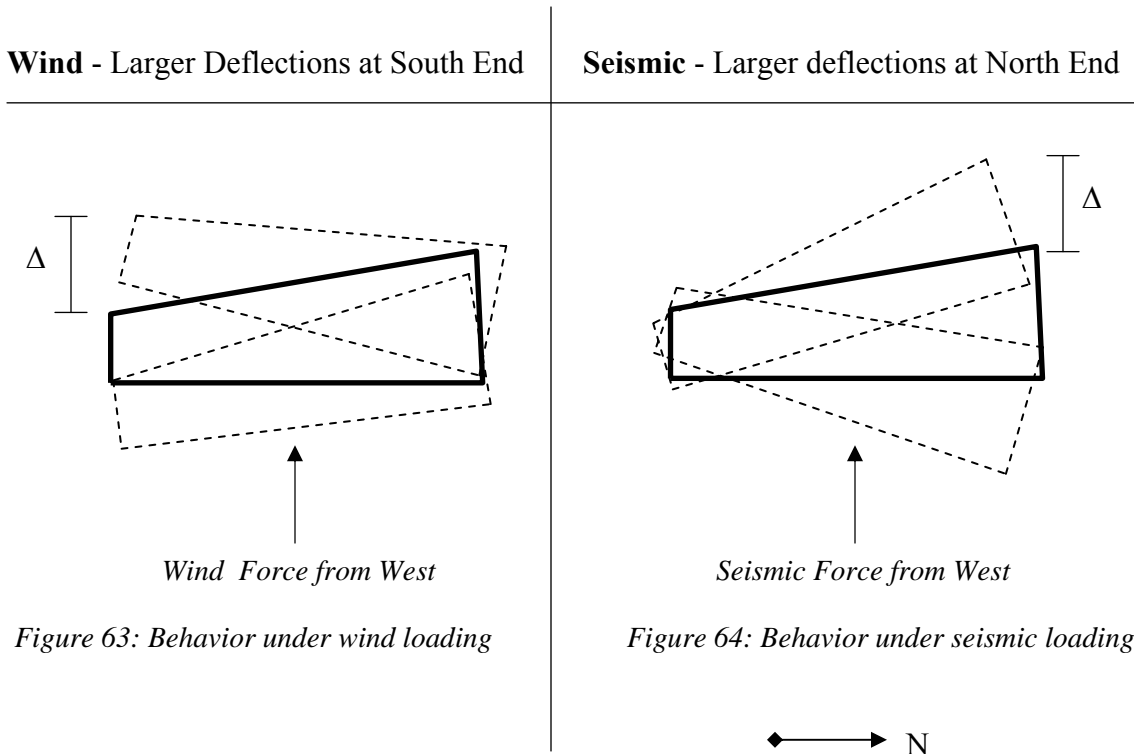 Wind - Larger Deflections at South End
Seismic - Larger deflections at North End
Δ
Δ
Wind Force from West
Seismic Force from West
Figure 63: Behavior under wind loading
Figure 64: Behavior under seismic loading
N